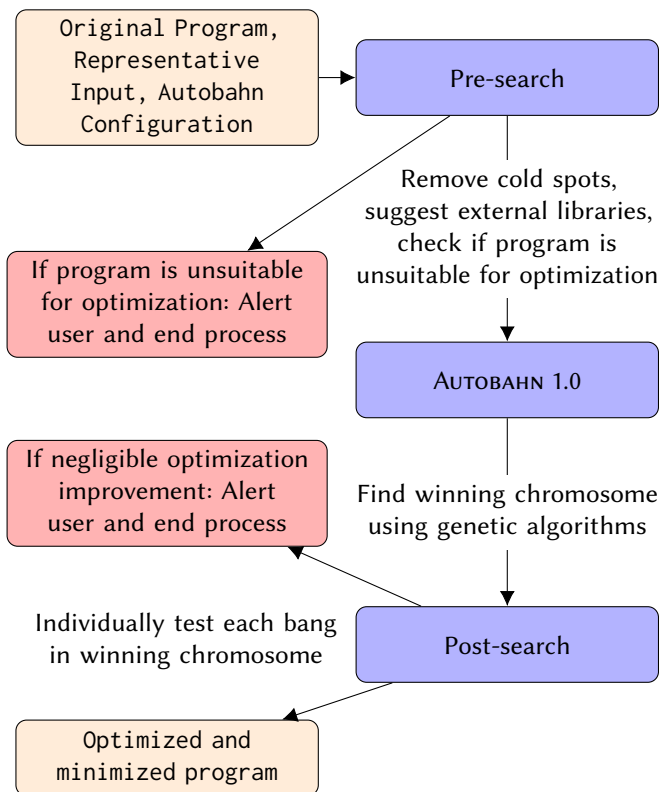 Original Program,
Representative
Input, Autobahn
Configuration
Pre-search
Remove cold spots,
suggest external libraries,
check if program is
unsuitable for optimization
If program is unsuitable
for optimization: Alert
user and end process
Autobahn 1.0
If negligible optimization
improvement: Alert
user and end process
Find winning chromosome
using genetic algorithms
Individually test each bang
in winning chromosome
Post-search
Optimized and
minimized program